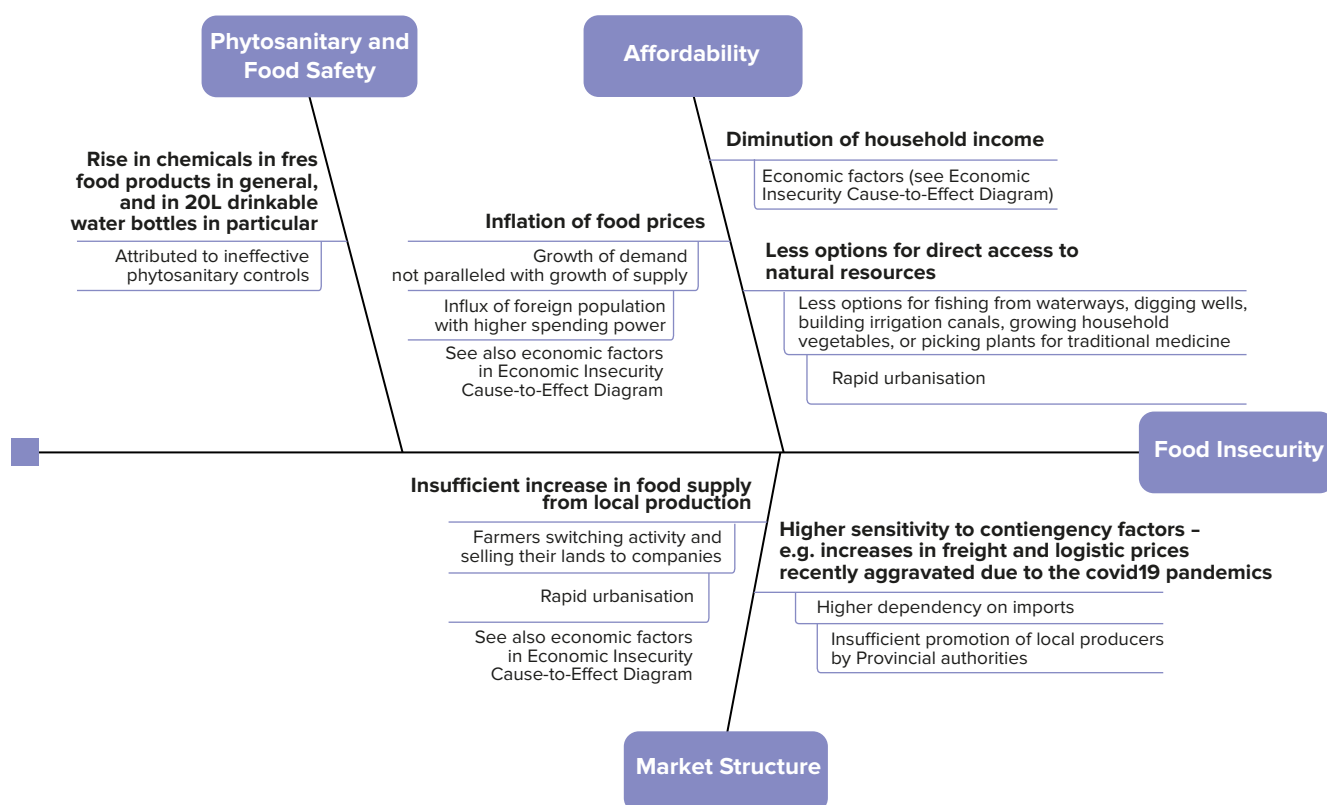 Phytosanitary and
Food Safety
Affordability
Rise in chemicals in fres
food products in general,
and in 20L drinkable
water bottles in particular
Attributed to ineffective
phytosanitary controls
Inflation of food prices
Growth of demand
not paralleled with growth of supply
Influx of foreign population
with higher spending power
See also economic factors
in Economic Insecurity
Cause-to-Effect Diagram
Diminution of household income
Economic factors (see Economic
Insecurity Cause-to-Effect Diagram)
Less options for direct access to
natural resources
Less options for fishing from waterways, digging wells,
building irrigation canals, growing household
vegetables, or picking plants for traditional medicine
Rapid urbanisation
Food Insecurity
Insufficient increase in food supply
from local production
Farmers switching activity and
selling their lands to companies
Rapid urbanisation
See also economic factors
in Economic Insecurity
Cause-to-Effect Diagram
Higher sensitivity to contiengency factors –
e.g. increases in freight and logistic prices
recently aggravated due to the covid19 pandemics
Higher dependency on imports
Insufficient promotion of local producers
by Provincial authorities
Market Structure